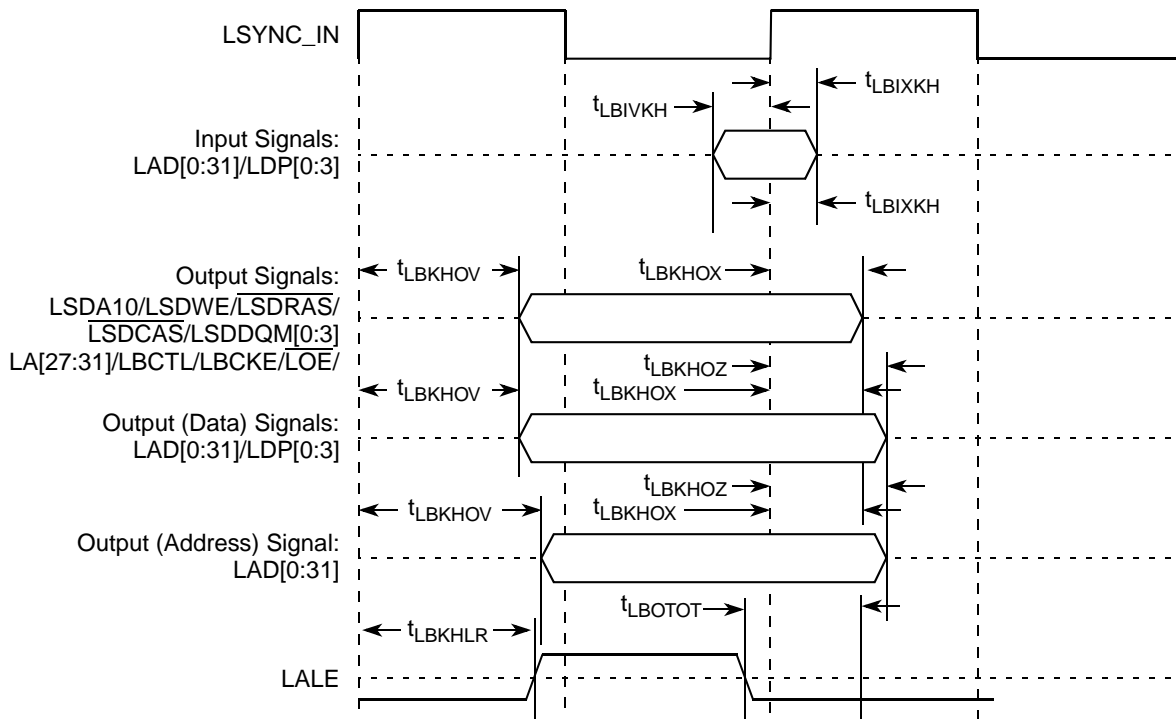 LSYNC_IN
tLBIXKH
tLBIVKH
Input Signals:
LAD[0:31]/LDP[0:3]
tLBIXKH
Output Signals:
LSDA10/LSDWE/LSDRAS/
LSDCAS/LSDDQM[0:3]
LA[27:31]/LBCTL/LBCKE/LOE/
tLBKHOV
tLBKHOX
tLBKHOZ
tLBKHOV
tLBKHOX
Output (Data) Signals:
LAD[0:31]/LDP[0:3]
tLBKHOZ
tLBKHOV
tLBKHOX
Output (Address) Signal:
LAD[0:31]
tLBOTOT
tLBKHLR
LALE